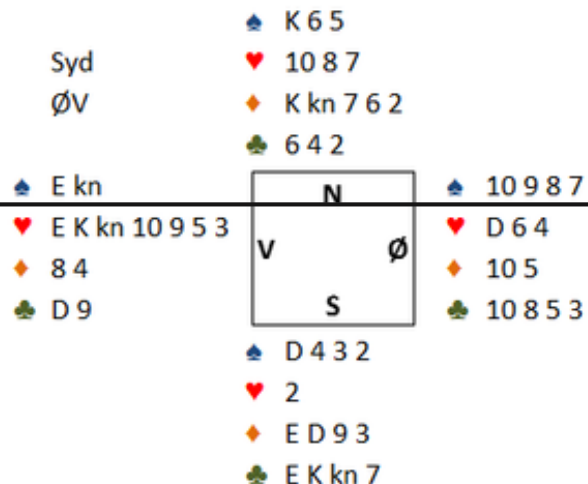 ♠ K 6 5
Syd ♥ 10 8 7
ØV ♦ K kn 7 6 2
♣ 6 4 2
♠ E kn N ♠ 10 9 8 7
♥ E K kn 10 9 5 3 V Ø ♥ D 6 4
♦ 8 4 ♦ 10 5
♣ D 9 S ♣ 10 8 5 3
♠ D 4 3 2
♥ 2
♦ E D 9 3
♣ E K kn 7